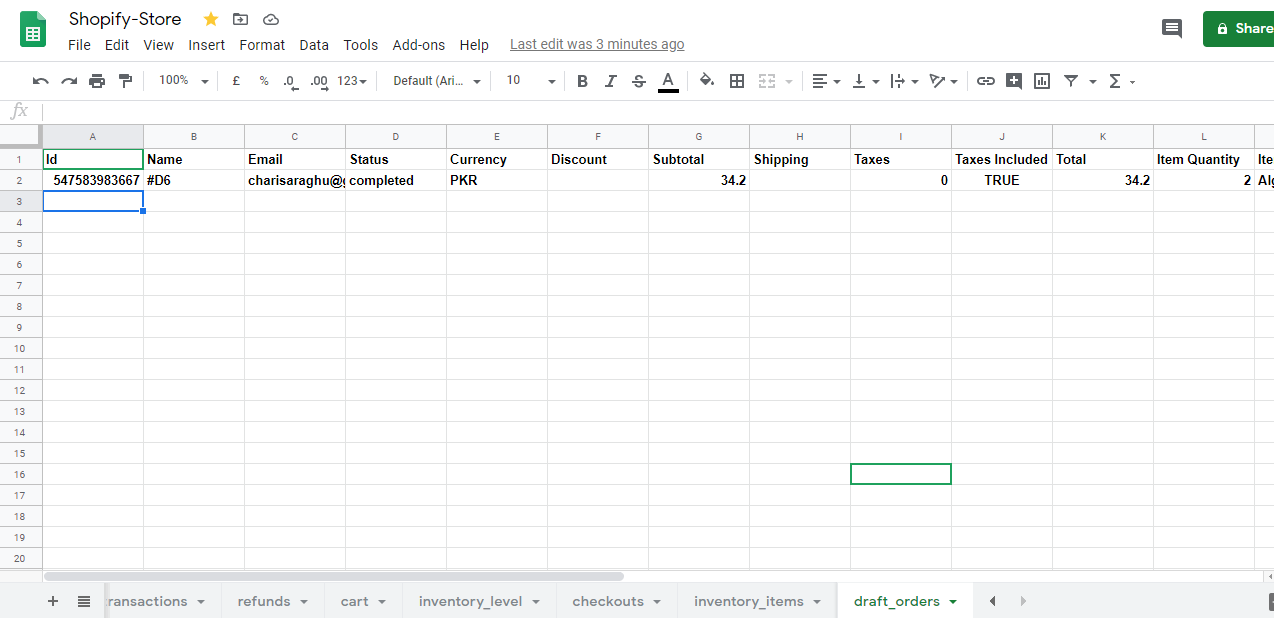 Shopify-Store
File Edit View Insert Format Data Tools Add-ons Help Last edit was 3 minutes ago
Share
100% £ % .0 .00 123 Default (Ari... 10 B I S A Σ
fx
A B C D E F G H I J K L
1 Id Name Email Status Currency Discount Subtotal Shipping Taxes Taxes Included Total Item Quantity Ite
2 547583983667 #D6 charisaraghu@g completed PKR 34.2 0 TRUE 34.2 2 Alg
3
4
5
6
7
8
9
10
11
12
13
14
15
16
17
18
19
20
+ ransactions refunds cart inventory_level checkouts inventory_items draft_orders